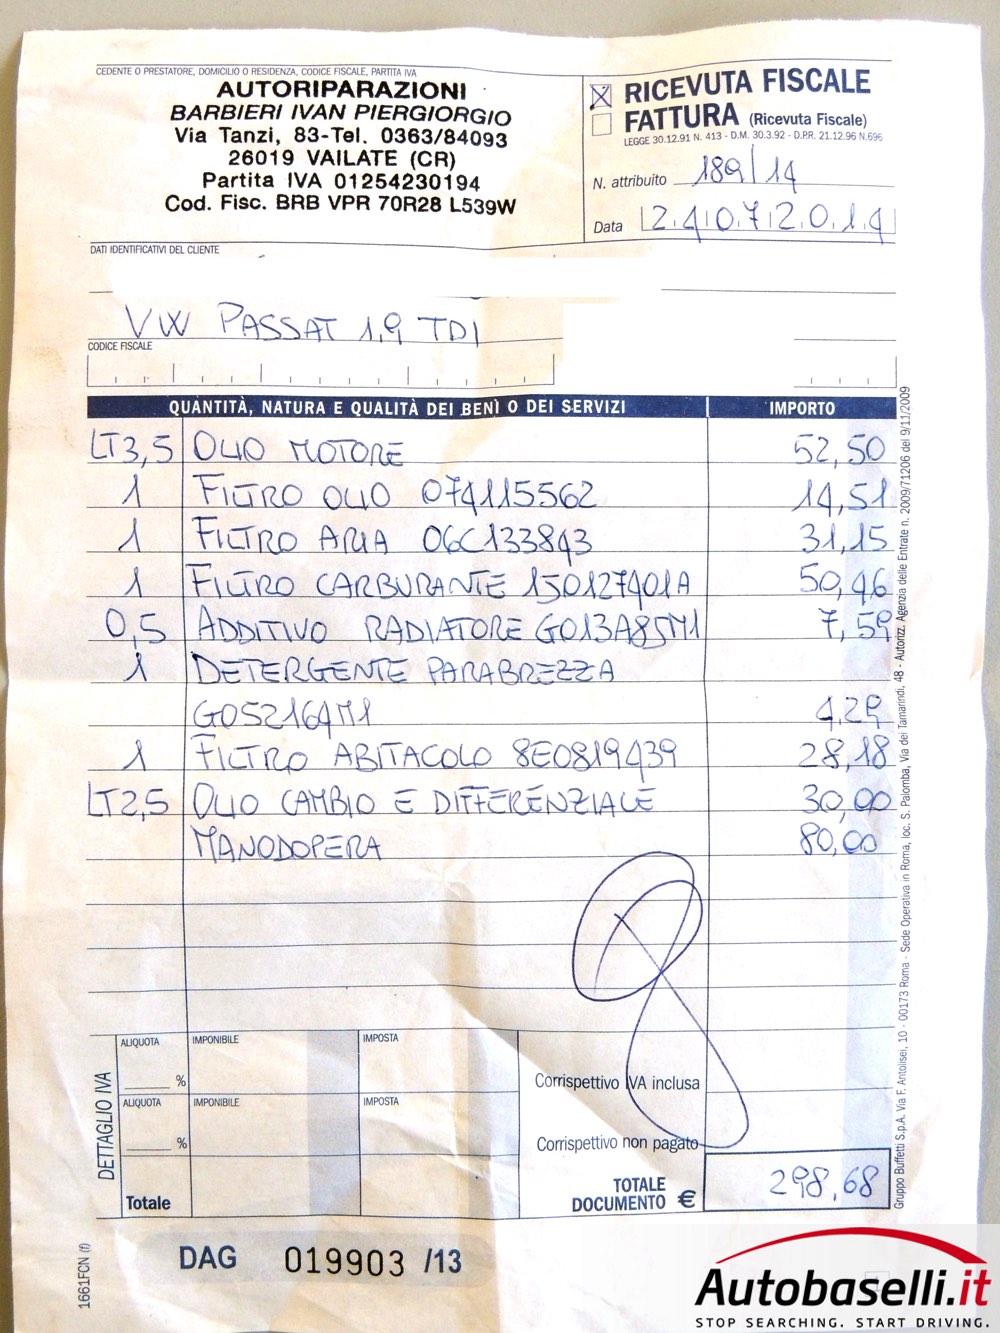 CEDENTE O PRESTATORE, DOMICILIO O RESIDENZA, CODICE FISCALE, PARTITA IVA
AUTORIPARAZIONI
BARBIERI IVAN PIERGIORGIO
Via Tanzi, 83-Tel. 0363/84093
26019 VAILATE (CR)
Partita IVA 01254230194
Cod. Fisc. BRB VPR 70R28 L539W
X RICEVUTA FISCALE
FATTURA (Ricevuta Fiscale)
LEGGE 30.12.91 N. 413 - D.M. 30.3.92 - D.P.R. 21.12.96 N.696
N. attribuito 189/14
Data 24072014
DATI IDENTIFICATIVI DEL CLIENTE
VW PASSAT 1,9 TDI
CODICE FISCALE
QUANTITÀ, NATURA E QUALITÀ DEI BENI O DEI SERVIZI IMPORTO
LT3,5 OLIO MOTORE 52,50
1 FILTRO OLIO 074115562 14,51
1 FILTRO ARIA 06C133843 31,15
1 FILTRO CARBURANTE 1J0127401A 50,46
0,5 ADDITIVO RADIATORE G013A85M1 7,59
1 DETERGENTE PARABREZZA
G052164M1 4,29
1 FILTRO ABITACOLO 8E0819439 28,18
LT2,5 OLIO CAMBIO E DIFFERENZIALE 30,00
MANODOPERA 80,00
DETTAGLIO IVA
ALIQUOTA IMPONIBILE IMPOSTA
% Corrispettivo IVA inclusa
ALIQUOTA IMPONIBILE IMPOSTA
% Corrispettivo non pagato
Totale
TOTALE DOCUMENTO € 298,68
DAG 019903 /13
1661FCN (f)
Gruppo Buffetti S.p.A. Via F. Antolisei, 10 - 00173 Roma - Sede Operativa in Roma, loc. S. Palomba, Via dei Tamarindi, 48 - Autorizz. Agenzia delle Entrate n. 2009/71206 del 9/11/2009
Autobaselli.it
STOP SEARCHING. START DRIVING.